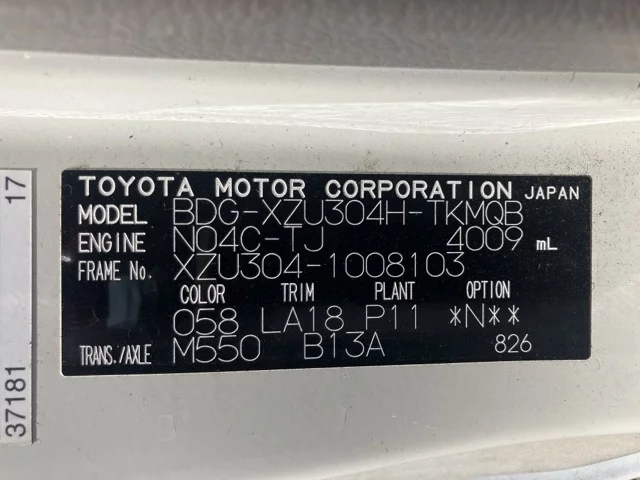 TOYOTA MOTOR CORPORATION JAPAN
MODEL BDG-XZU304H-TKMQB
ENGINE N04C-TJ 4009 mL
FRAME No. XZU304-1008103
COLOR TRIM PLANT OPTION
058 LA18 P11 *N**
TRANS./AXLE M550 B13A 826
37181 17